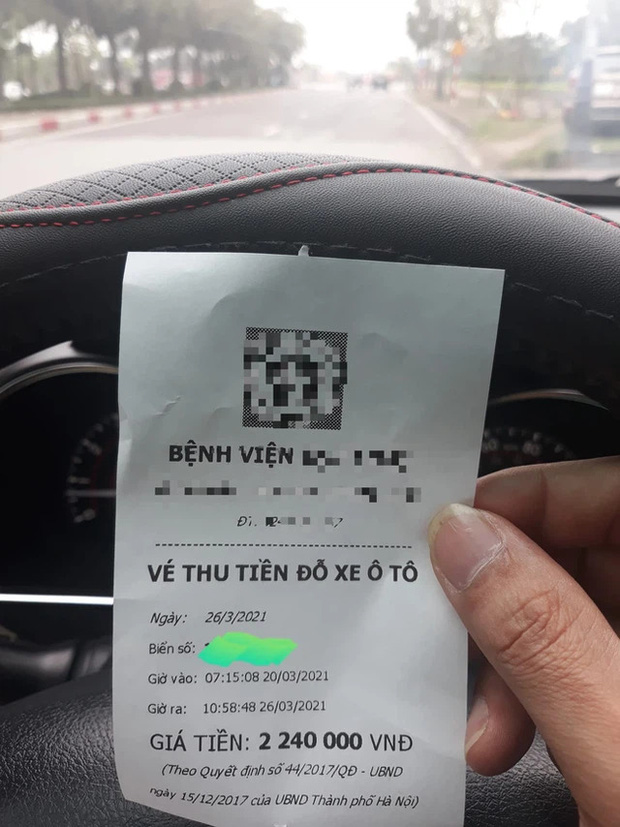 BỆNH VIỆN
ĐT.
VÉ THU TIỀN ĐỖ XE Ô TÔ
Ngày: 26/3/2021
Biển số:
Giờ vào: 07:15:08 20/03/2021
Giờ ra: 10:58:48 26/03/2021
GIÁ TIỀN: 2 240 000 VNĐ
(Theo Quyết định số 44/2017/QĐ - UBND
ngày 15/12/2017 của UBND Thành phố Hà Nội)